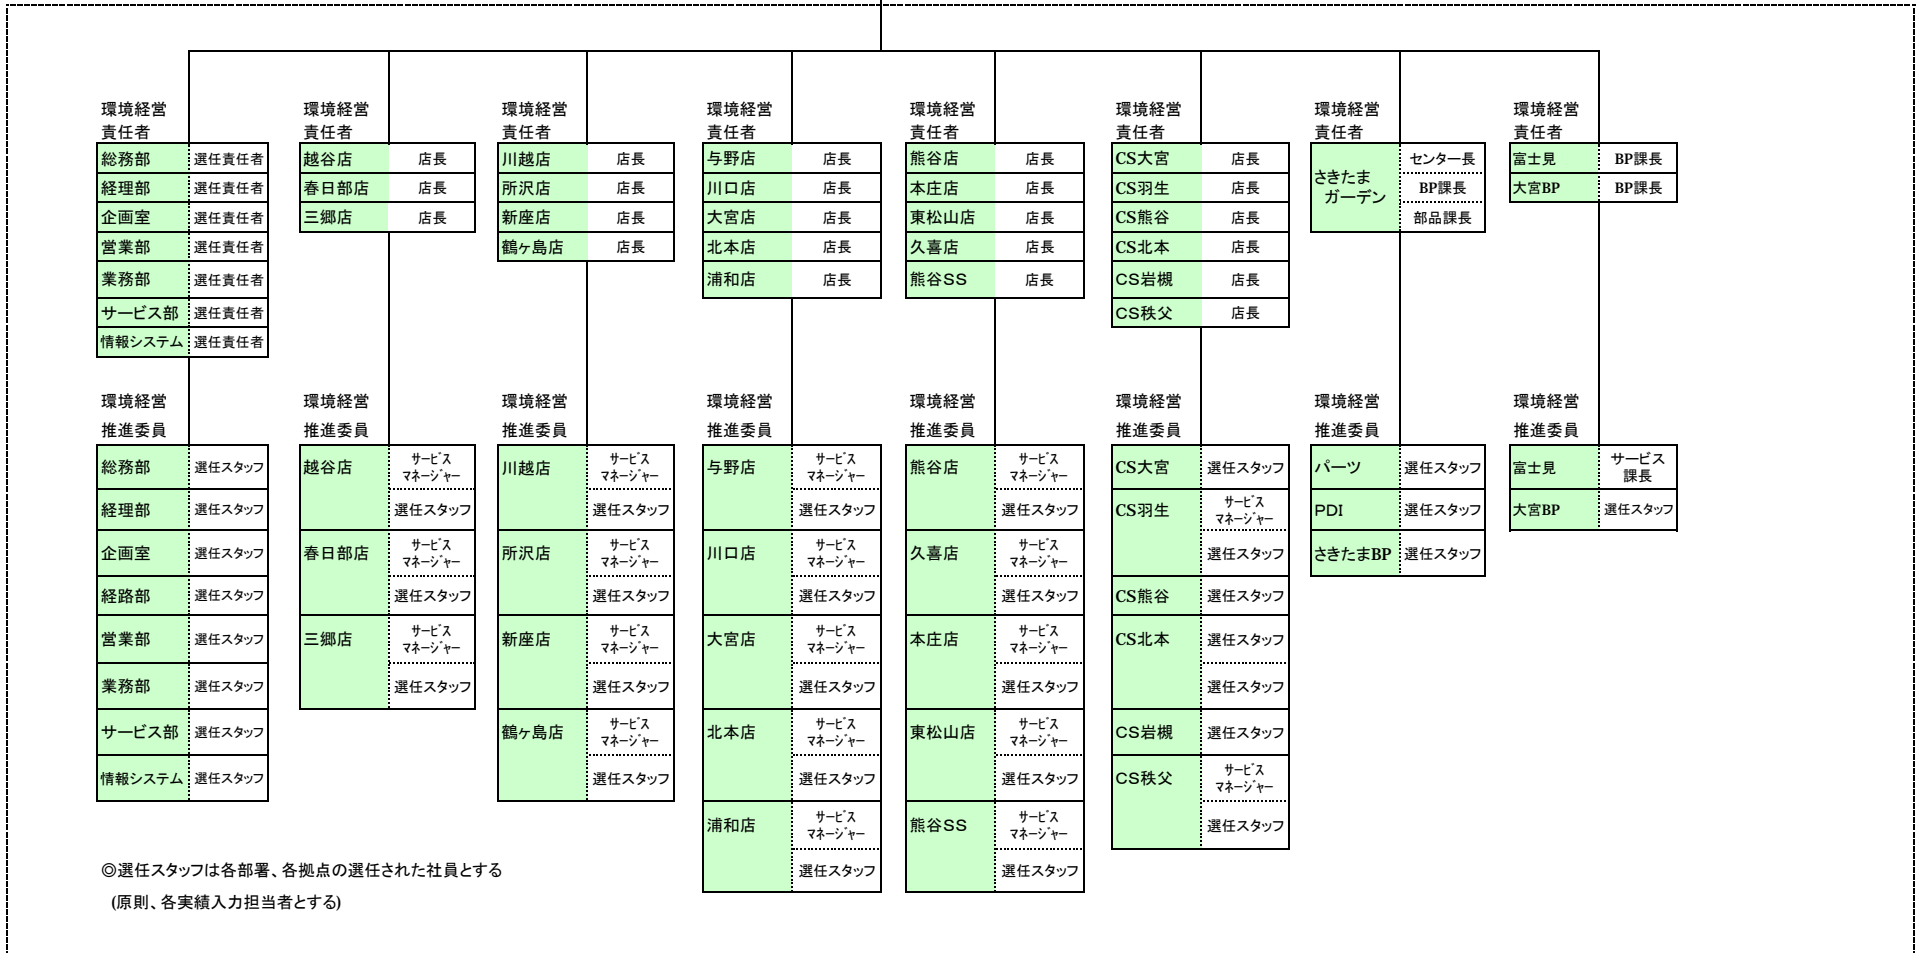 環境経営
責任者
総務部 選任責任者
経理部 選任責任者
企画室 選任責任者
営業部 選任責任者
業務部 選任責任者
サービス部 選任責任者
情報システム 選任責任者
環境経営
責任者
越谷店 店長
春日部店 店長
三郷店 店長
環境経営
責任者
川越店 店長
所沢店 店長
新座店 店長
鶴ヶ島店 店長
環境経営
責任者
与野店 店長
川口店 店長
大宮店 店長
北本店 店長
浦和店 店長
環境経営
責任者
熊谷店 店長
本庄店 店長
東松山店 店長
久喜店 店長
熊谷SS 店長
環境経営
責任者
CS大宮 店長
CS羽生 店長
CS熊谷 店長
CS北本 店長
CS岩槻 店長
CS秩父 店長
環境経営
責任者
さきたま
ガーデン
センター長
BP課長
部品課長
環境経営
責任者
富士見 BP課長
大宮BP BP課長
環境経営
推進委員
総務部 選任スタッフ
経理部 選任スタッフ
企画室 選任スタッフ
経路部 選任スタッフ
営業部 選任スタッフ
業務部 選任スタッフ
サービス部 選任スタッフ
情報システム 選任スタッフ
環境経営
推進委員
越谷店
ｻｰﾋﾞｽ
ﾏﾈｰｼﾞｬｰ
選任スタッフ
春日部店
ｻｰﾋﾞｽ
ﾏﾈｰｼﾞｬｰ
選任スタッフ
三郷店
ｻｰﾋﾞｽ
ﾏﾈｰｼﾞｬｰ
選任スタッフ
環境経営
推進委員
川越店
ｻｰﾋﾞｽ
ﾏﾈｰｼﾞｬｰ
選任スタッフ
所沢店
ｻｰﾋﾞｽ
ﾏﾈｰｼﾞｬｰ
選任スタッフ
新座店
ｻｰﾋﾞｽ
ﾏﾈｰｼﾞｬｰ
選任スタッフ
鶴ヶ島店
ｻｰﾋﾞｽ
ﾏﾈｰｼﾞｬｰ
選任スタッフ
環境経営
推進委員
与野店
ｻｰﾋﾞｽ
ﾏﾈｰｼﾞｬｰ
選任スタッフ
川口店
ｻｰﾋﾞｽ
ﾏﾈｰｼﾞｬｰ
選任スタッフ
大宮店
ｻｰﾋﾞｽ
ﾏﾈｰｼﾞｬｰ
選任スタッフ
北本店
ｻｰﾋﾞｽ
ﾏﾈｰｼﾞｬｰ
選任スタッフ
浦和店
ｻｰﾋﾞｽ
ﾏﾈｰｼﾞｬｰ
選任スタッフ
環境経営
推進委員
熊谷店
ｻｰﾋﾞｽ
ﾏﾈｰｼﾞｬｰ
選任スタッフ
久喜店
ｻｰﾋﾞｽ
ﾏﾈｰｼﾞｬｰ
選任スタッフ
本庄店
ｻｰﾋﾞｽ
ﾏﾈｰｼﾞｬｰ
選任スタッフ
東松山店
ｻｰﾋﾞｽ
ﾏﾈｰｼﾞｬｰ
選任スタッフ
熊谷SS
ｻｰﾋﾞｽ
ﾏﾈｰｼﾞｬｰ
選任スタッフ
環境経営
推進委員
CS大宮 選任スタッフ
CS羽生
ｻｰﾋﾞｽ
ﾏﾈｰｼﾞｬｰ
選任スタッフ
CS熊谷 選任スタッフ
CS北本 選任スタッフ
選任スタッフ
CS岩槻 選任スタッフ
CS秩父
ｻｰﾋﾞｽ
ﾏﾈｰｼﾞｬｰ
選任スタッフ
環境経営
推進委員
パーツ 選任スタッフ
PDI 選任スタッフ
さきたまBP 選任スタッフ
環境経営
推進委員
富士見
サービス
課長
大宮BP 選任スタッフ
◎選任スタッフは各部署、各拠点の選任された社員とする
(原則、各実績入力担当者とする)